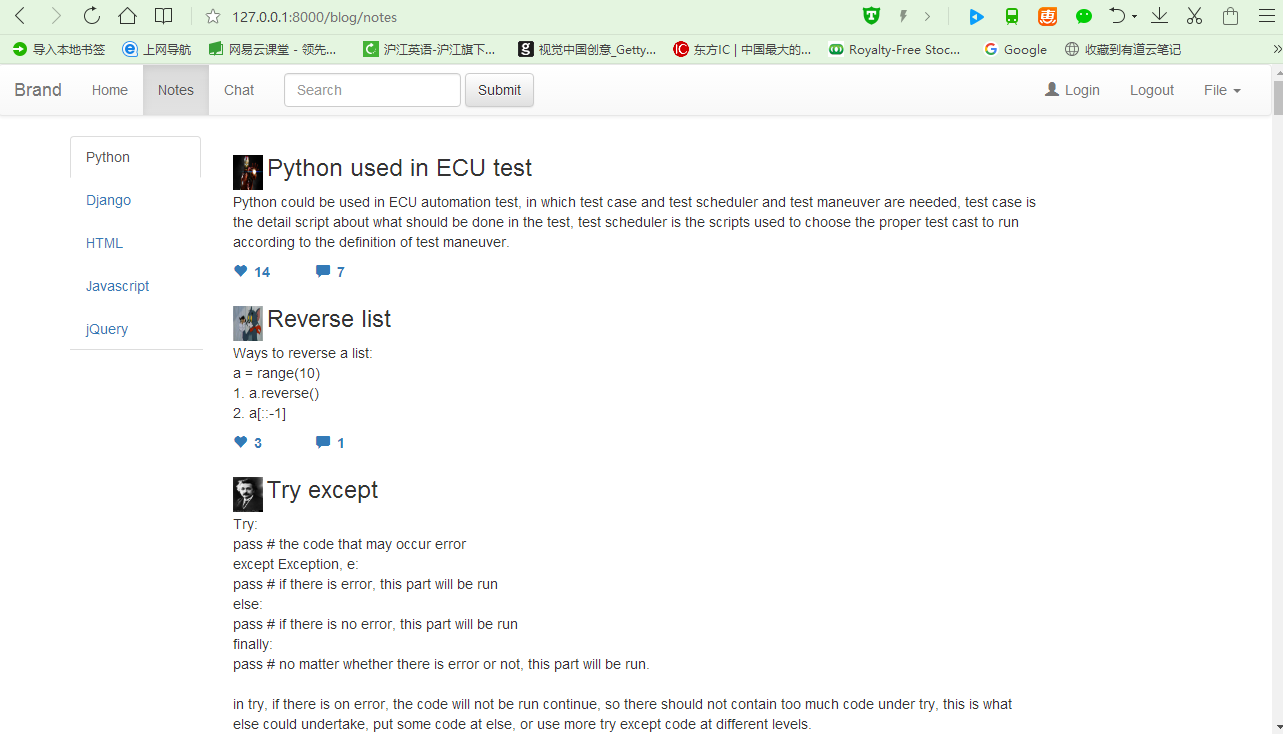 127.0.0.1:8000/blog/notes
导入本地书签 上网导航 网易云课堂 - 领先... 沪江英语-沪江旗下... 视觉中国创意_Getty... 东方IC | 中国最大的... Royalty-Free Stoc... Google 收藏到有道云笔记
Brand Home Notes Chat Search Submit Login Logout File
Python
Django
HTML
Javascript
jQuery
Python used in ECU test
Python could be used in ECU automation test, in which test case and test scheduler and test maneuver are needed, test case is
the detail script about what should be done in the test, test scheduler is the scripts used to choose the proper test cast to run
according to the definition of test maneuver.
14 7
Reverse list
Ways to reverse a list:
a = range(10)
1. a.reverse()
2. a[::-1]
3 1
Try except
Try:
pass # the code that may occur error
except Exception, e:
pass # if there is error, this part will be run
else:
pass # if there is no error, this part will be run
finally:
pass # no matter whether there is error or not, this part will be run.
in try, if there is on error, the code will not be run continue, so there should not contain too much code under try, this is what
else could undertake, put some code at else, or use more try except code at different levels.